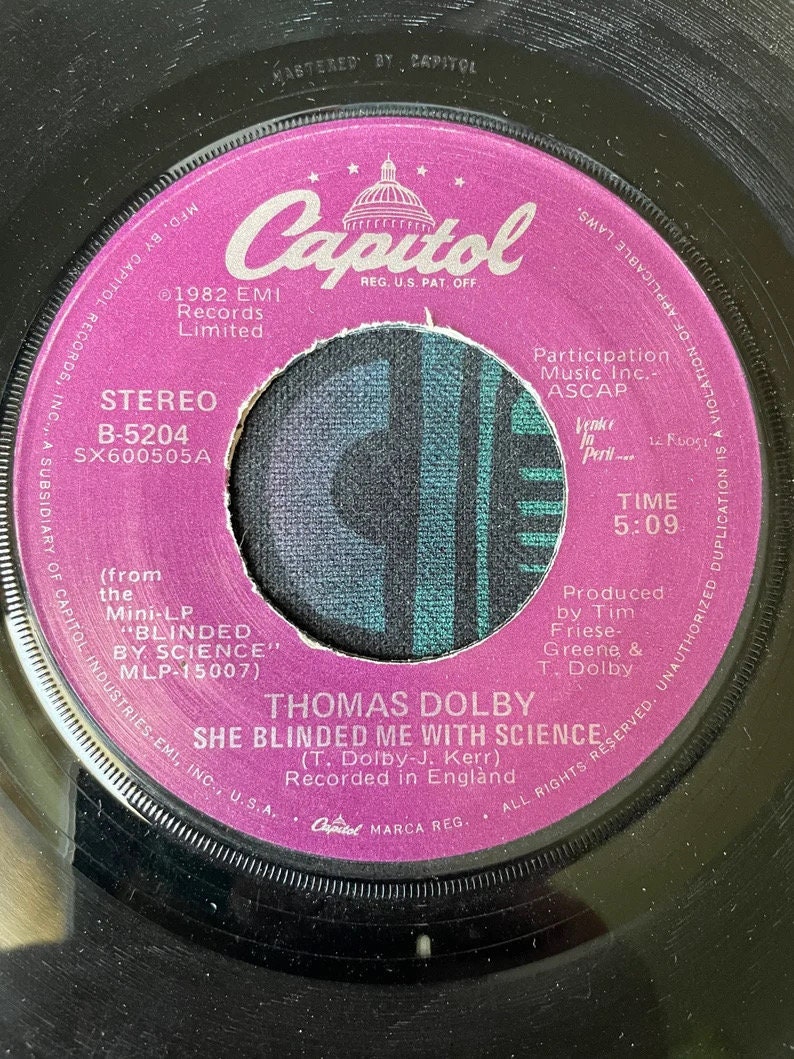 MASTERED BY CAPITOL
Capitol
REG. U.S. PAT. OFF.
℗1982 EMI
Records
Limited
STEREO
B-5204
SX600505A
(from
the
Mini-LP
"BLINDED
BY SCIENCE"
MLP-15007)
Participation
Music Inc.-
ASCAP
Venice
In
Peril....
TIME
5:09
Produced
by Tim
Friese-
Greene &
T. Dolby
THOMAS DOLBY
SHE BLINDED ME WITH SCIENCE
(T. Dolby-J. Kerr)
Recorded in England
MFD. BY CAPITOL RECORDS, INC., A SUBSIDIARY OF CAPITOL INDUSTRIES-EMI, INC., U.S.A. • Capitol MARCA REG. • ALL RIGHTS RESERVED. UNAUTHORIZED DUPLICATION IS A VIOLATION OF APPLICABLE LAWS.